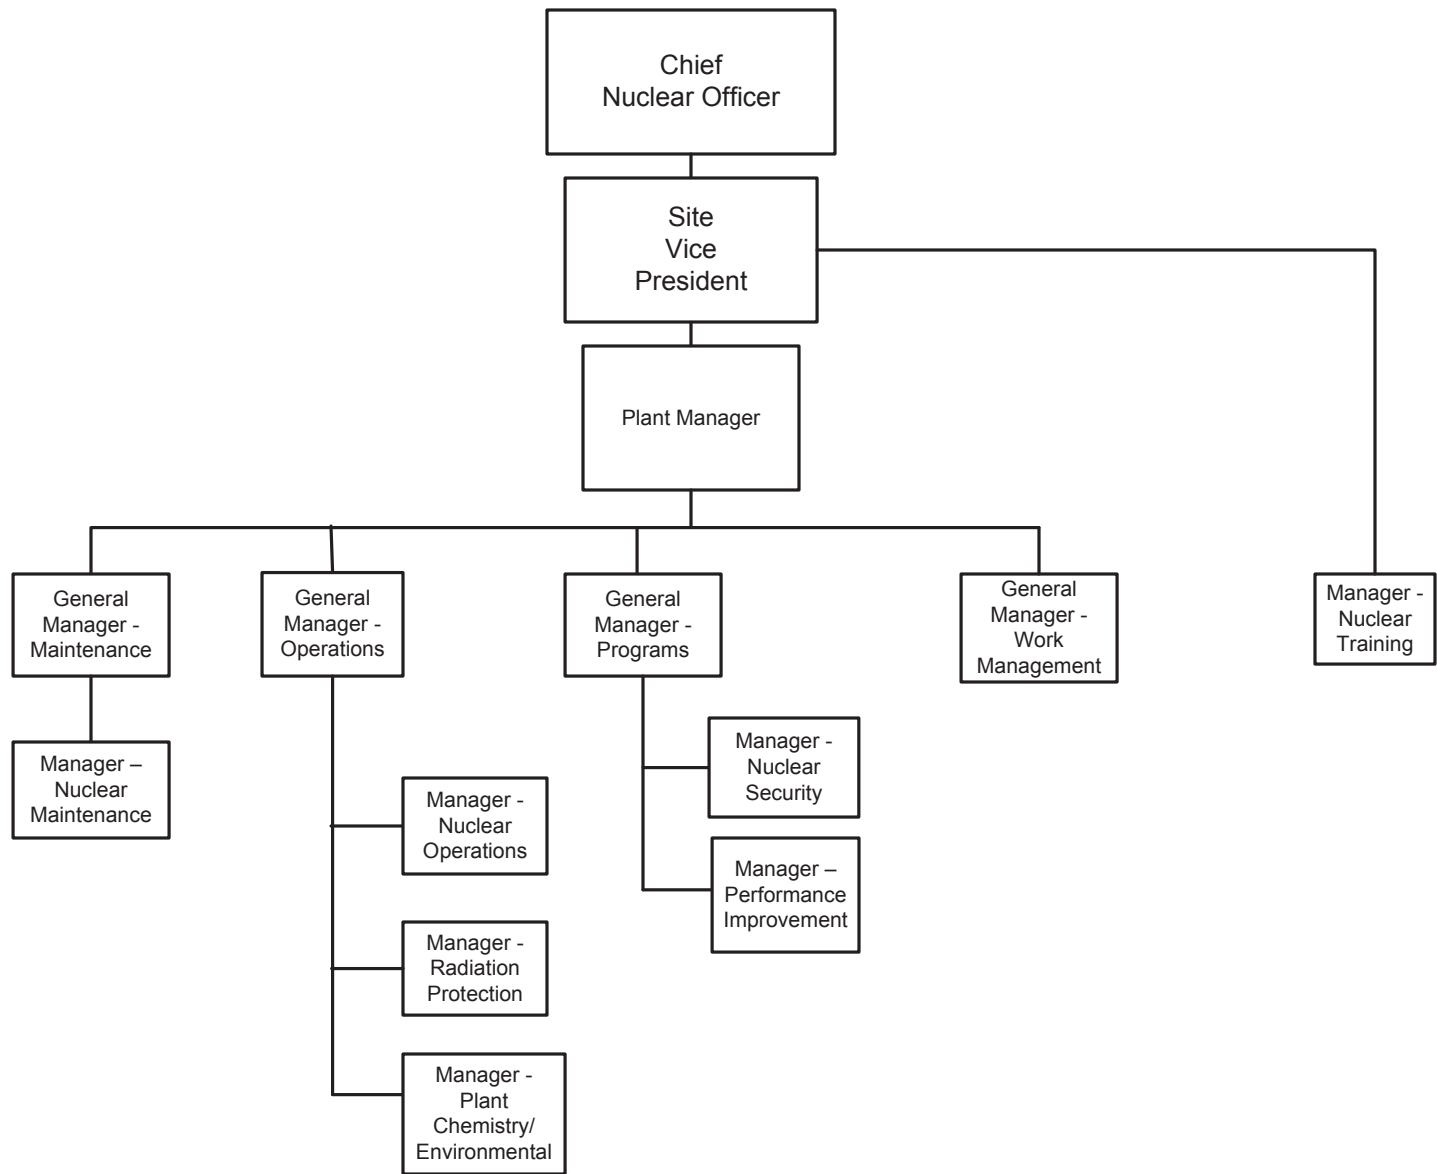 Chief
Nuclear Officer
Site
Vice
President
Plant Manager
General
Manager -
Maintenance
General
Manager -
Operations
General
Manager -
Programs
General
Manager -
Work
Management
Manager -
Nuclear
Training
Manager –
Nuclear
Maintenance
Manager -
Nuclear
Operations
Manager -
Radiation
Protection
Manager -
Plant
Chemistry/
Environmental
Manager -
Nuclear
Security
Manager –
Performance
Improvement